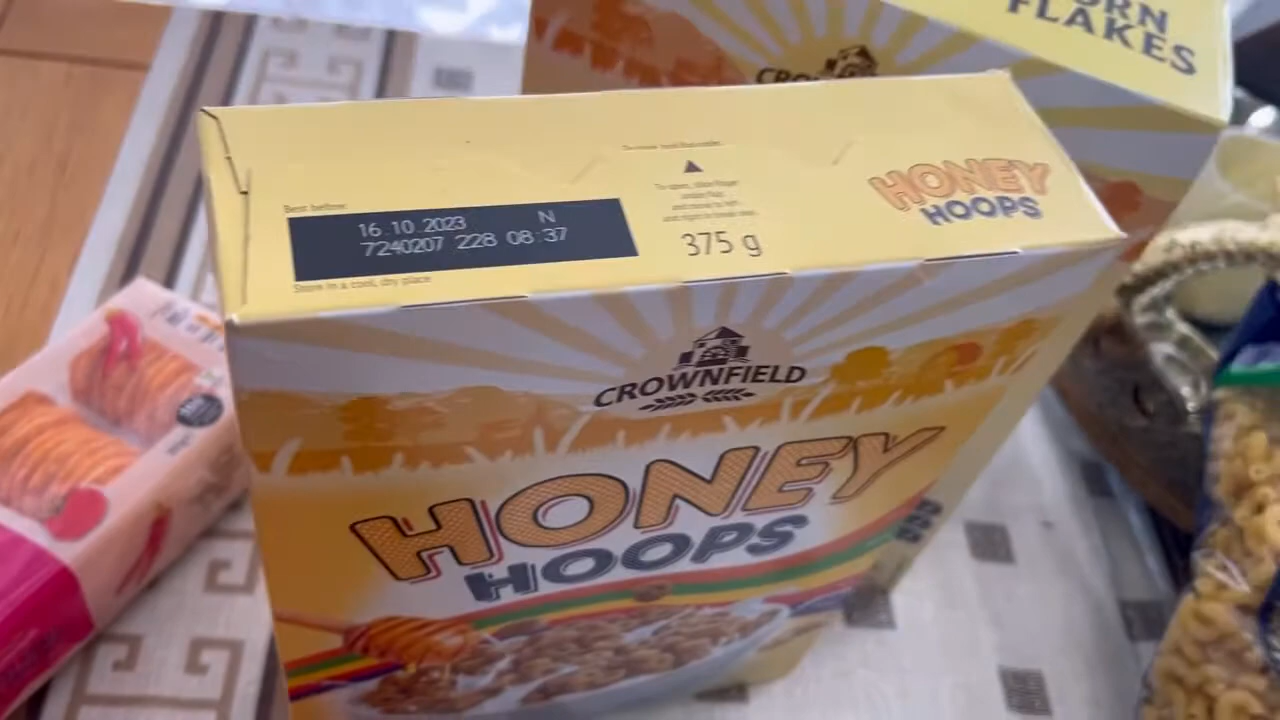 CORN
FLAKES
Best before:
16.10.2023 N
7240207 228 08:37
Store in a cool, dry place
375 g
HONEY
HOOPS
CROWNFIELD
HONEY
HOOPS